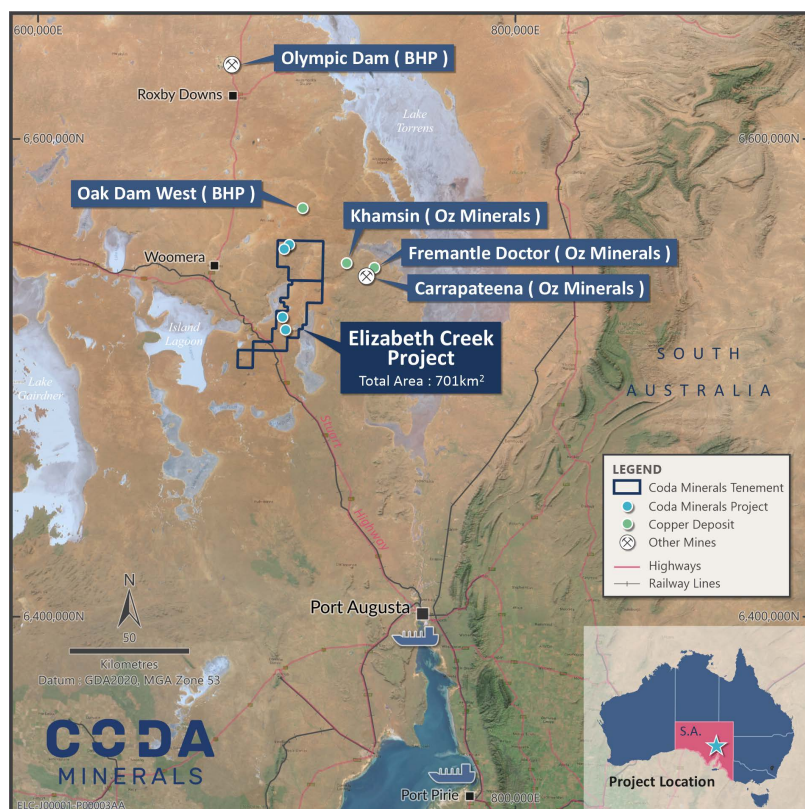 600,000E
800,000E
Olympic Dam ( BHP )
Roxby Downs
Lake
Torrens
6,600,000N
6,600,000N
Oak Dam West ( BHP )
Khamsin ( Oz Minerals )
Woomera
Fremantle Doctor ( Oz Minerals )
Carrapateena ( Oz Minerals )
Island
Lagoon
Elizabeth Creek
Project
Total Area : 701km²
SOUTH
AUSTRALIA
Lake
Gairdner
Stuart
Highway
LEGEND
Coda Minerals Tenement
Coda Minerals Project
Copper Deposit
Other Mines
Highways
Railway Lines
N
50
Kilometres
Datum : GDA2020, MGA Zone 53
Port Augusta
6,400,000N
6,400,000N
S.A.
Project Location
CODA
MINERALS
Port Pirie
800,000E
ELC-J00001-P00003AA